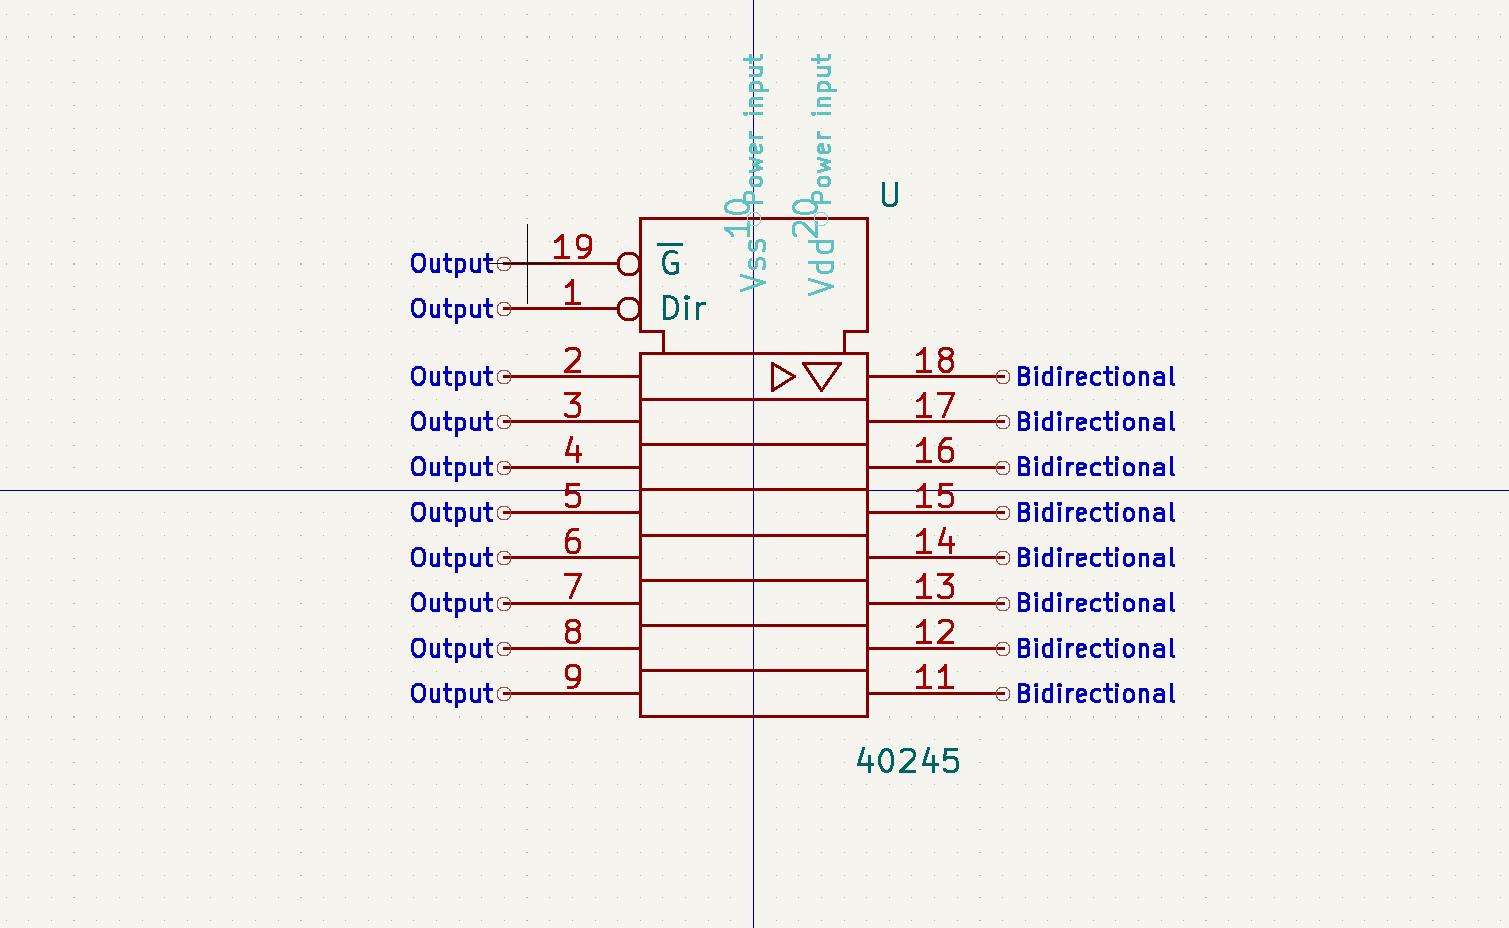 10 Power input
20 Power input
U
Output 19 G̅ Vss Vdd
Output 1 Dir
Output 2 18 Bidirectional
Output 3 17 Bidirectional
Output 4 16 Bidirectional
Output 5 15 Bidirectional
Output 6 14 Bidirectional
Output 7 13 Bidirectional
Output 8 12 Bidirectional
Output 9 11 Bidirectional
40245